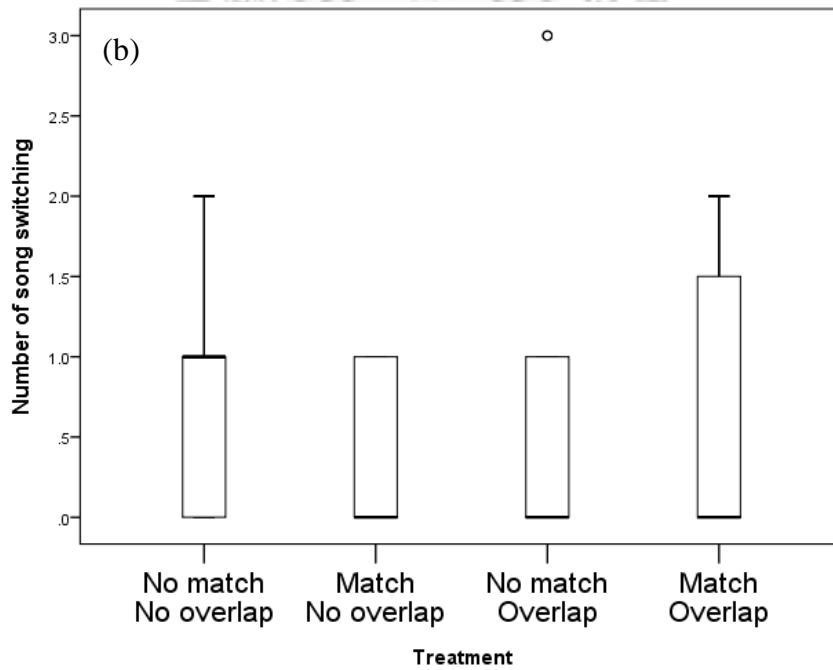 (b)
Number of song switching
3.0
2.5
2.0
1.5
1.0
.5
.0
No match
No overlap
Match
No overlap
No match
Overlap
Match
Overlap
Treatment